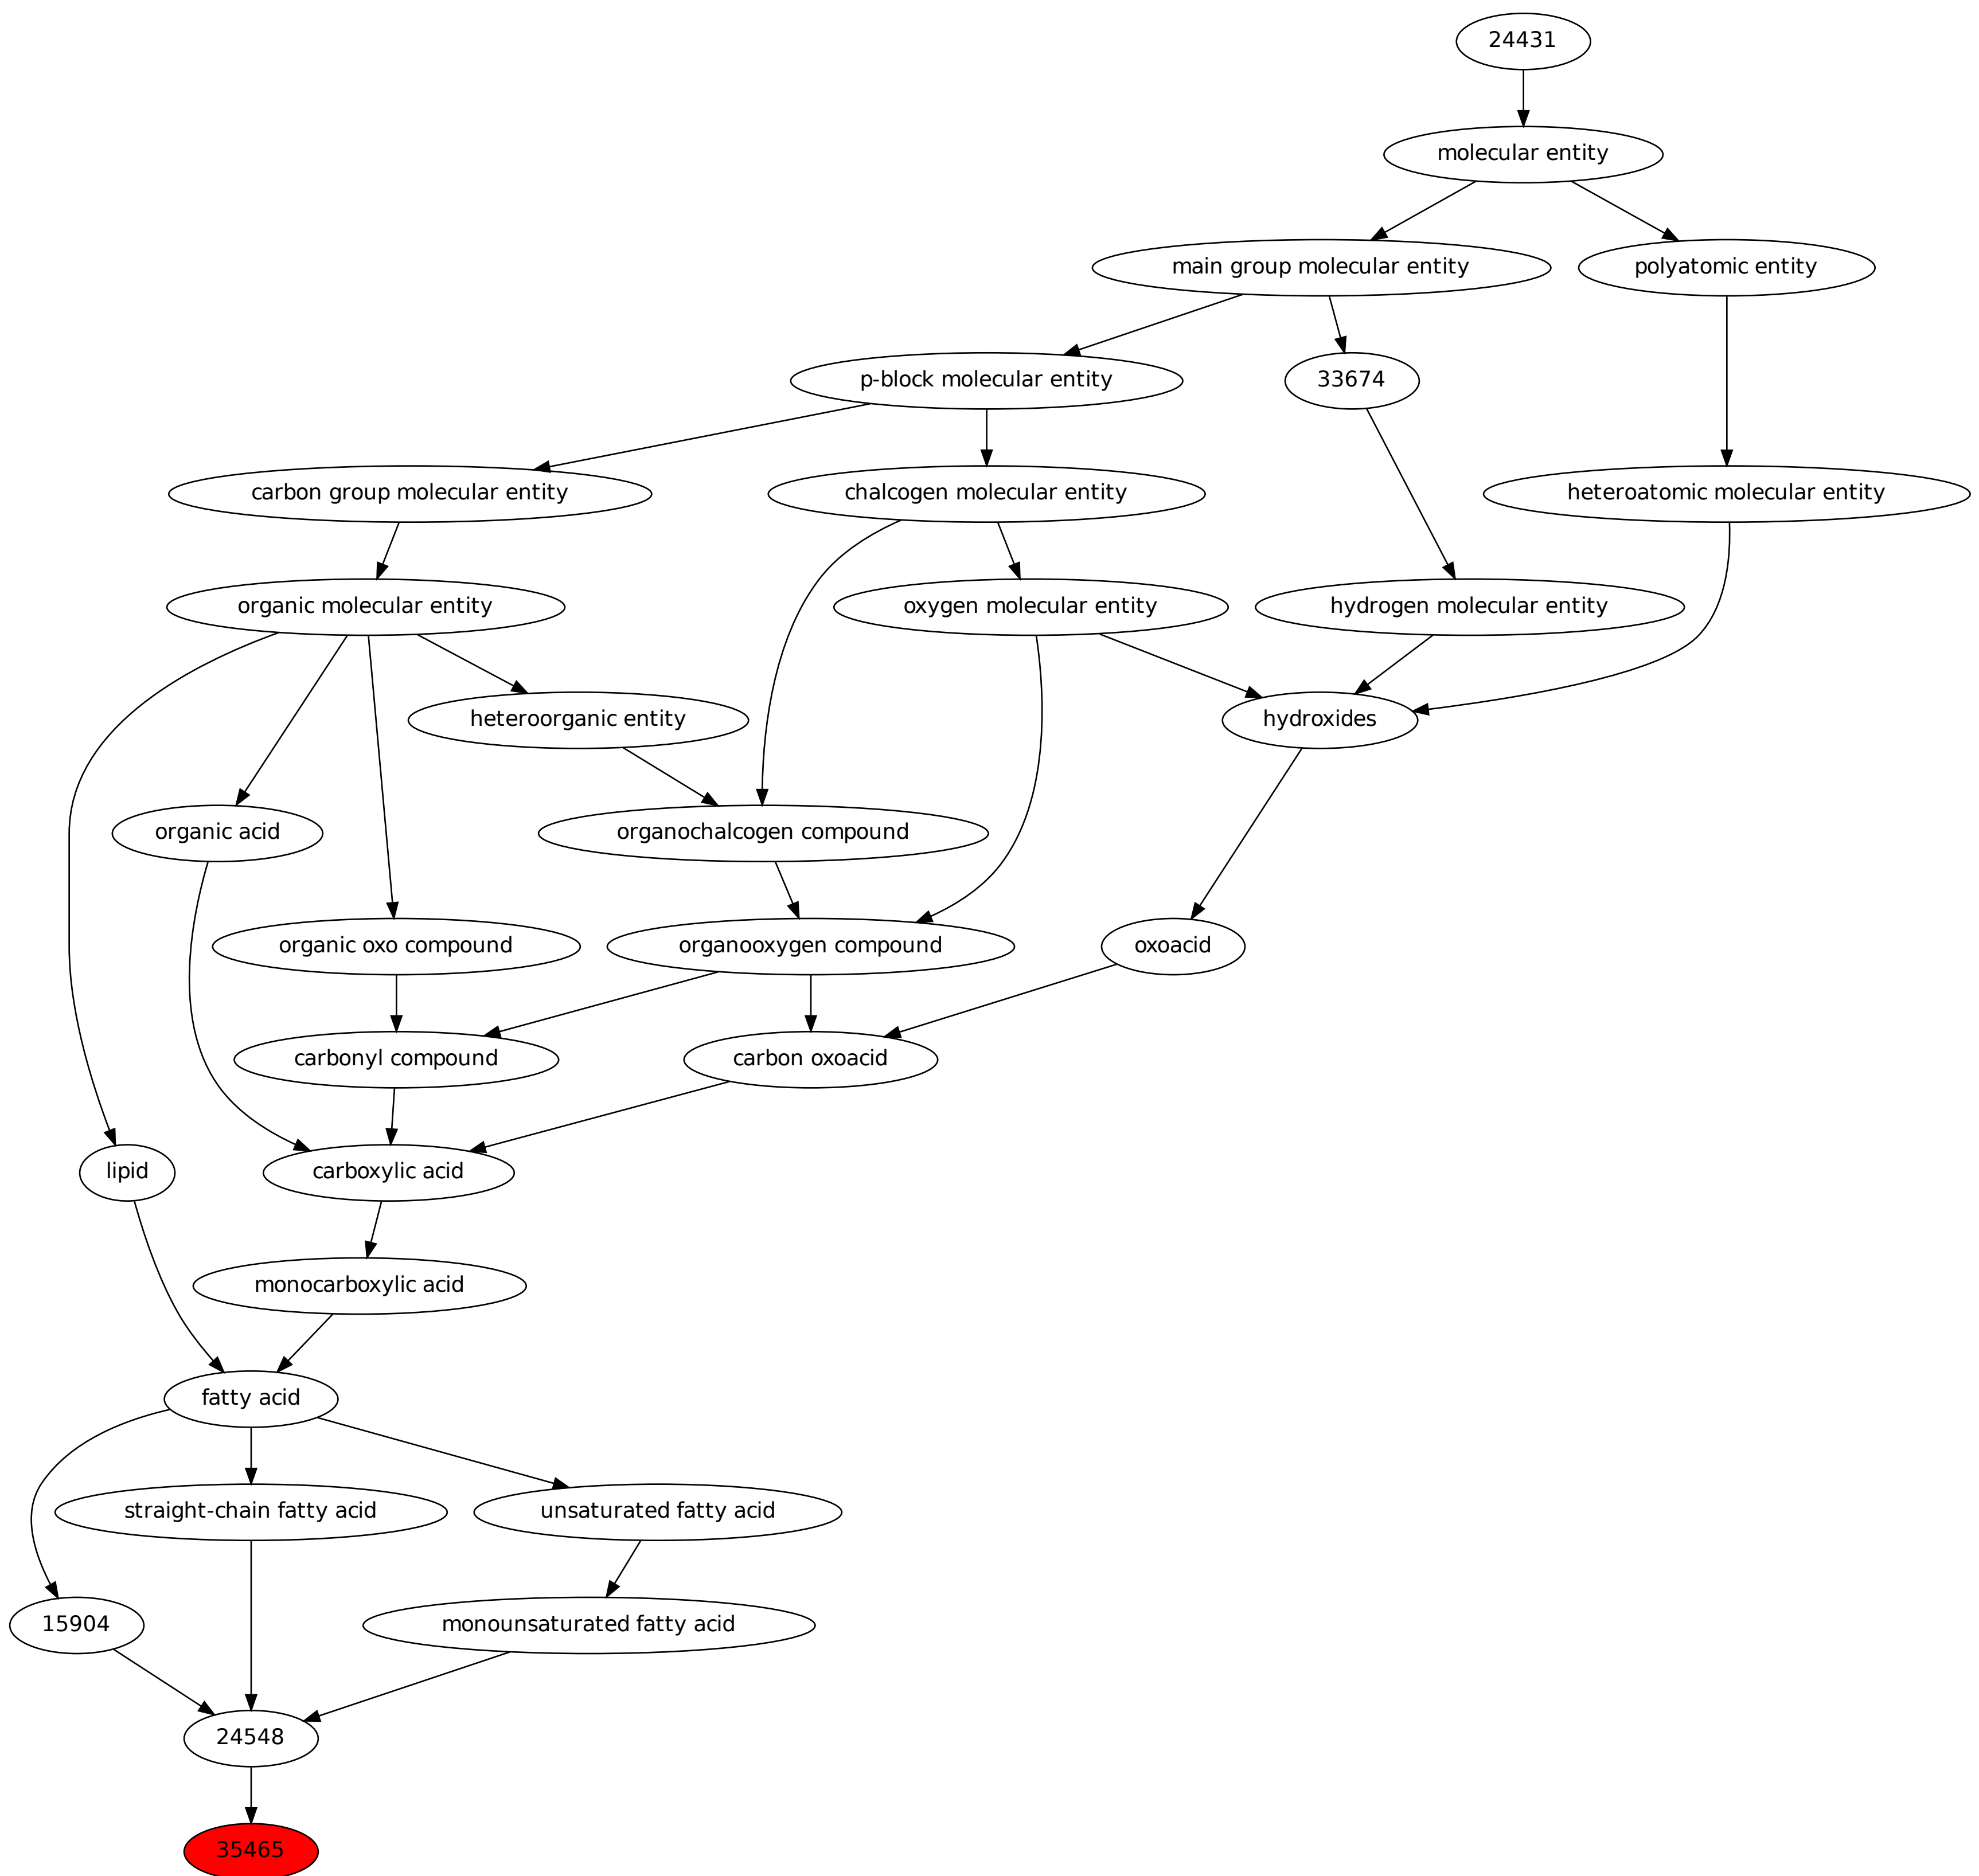 24431
molecular entity
main group molecular entity
polyatomic entity
p-block molecular entity
33674
carbon group molecular entity
chalcogen molecular entity
heteroatomic molecular entity
organic molecular entity
oxygen molecular entity
hydrogen molecular entity
heteroorganic entity
hydroxides
organic acid
organochalcogen compound
organic oxo compound
organooxygen compound
oxoacid
carbonyl compound
carbon oxoacid
lipid
carboxylic acid
monocarboxylic acid
fatty acid
straight-chain fatty acid
unsaturated fatty acid
15904
monounsaturated fatty acid
24548
35465